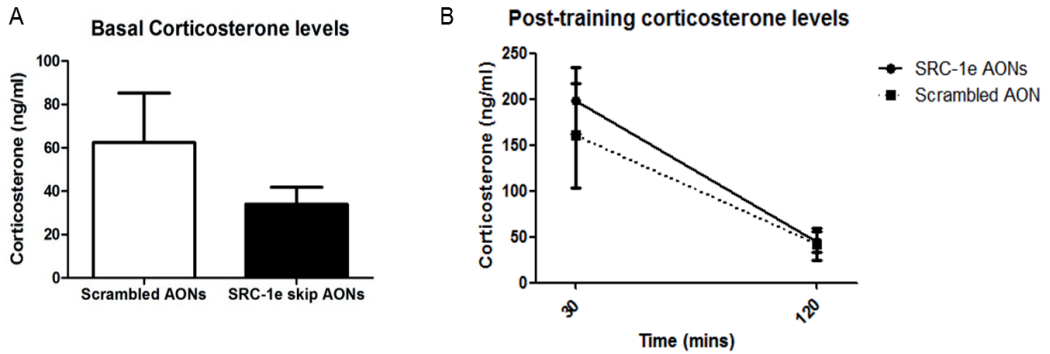 A
Basal Corticosterone levels
Corticosterone (ng/ml)
100
80
60
40
20
0
Scrambled AONs
SRC-1e skip AONs
B
Post-training corticosterone levels
Corticosterone (ng/ml)
250
200
150
100
50
0
30
120
Time (mins)
SRC-1e AONs
Scrambled AON